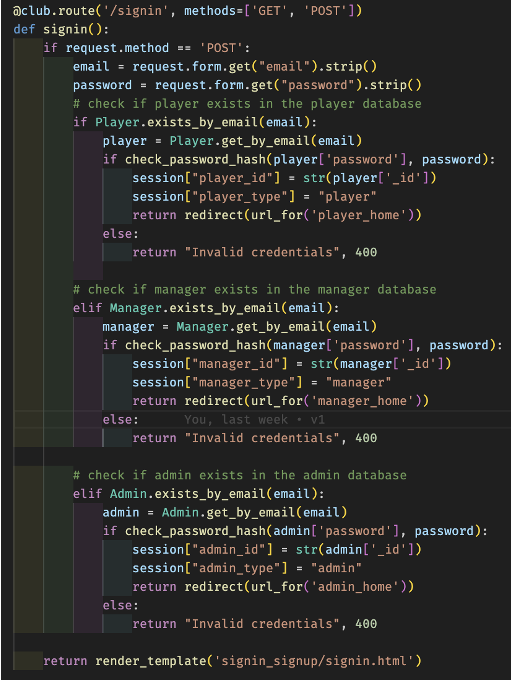 @club.route('/signin', methods=['GET', 'POST'])
def signin():
    if request.method == 'POST':
        email = request.form.get("email").strip()
        password = request.form.get("password").strip()
        # check if player exists in the player database
        if Player.exists_by_email(email):
            player = Player.get_by_email(email)
            if check_password_hash(player['password'], password):
                session["player_id"] = str(player['_id'])
                session["player_type"] = "player"
                return redirect(url_for('player_home'))
            else:
                return "Invalid credentials", 400

        # check if manager exists in the manager database
        elif Manager.exists_by_email(email):
            manager = Manager.get_by_email(email)
            if check_password_hash(manager['password'], password):
                session["manager_id"] = str(manager['_id'])
                session["manager_type"] = "manager"
                return redirect(url_for('manager_home'))
            else:      You, last week • v1
                return "Invalid credentials", 400

        # check if admin exists in the admin database
        elif Admin.exists_by_email(email):
            admin = Admin.get_by_email(email)
            if check_password_hash(admin['password'], password):
                session["admin_id"] = str(admin['_id'])
                session["admin_type"] = "admin"
                return redirect(url_for('admin_home'))
            else:
                return "Invalid credentials", 400

    return render_template('signin_signup/signin.html')